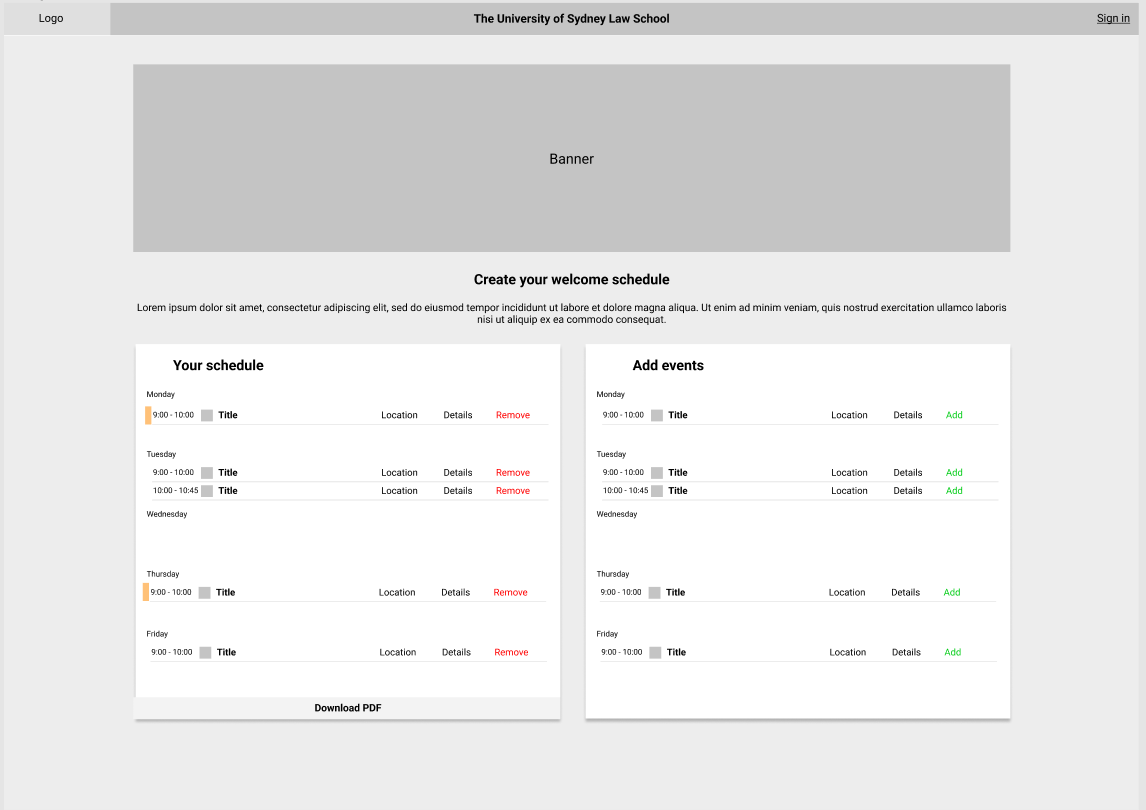 Logo
The University of Sydney Law School
Sign in
Banner
Create your welcome schedule
Lorem ipsum dolor sit amet, consectetur adipiscing elit, sed do eiusmod tempor incididunt ut labore et dolore magna aliqua. Ut enim ad minim veniam, quis nostrud exercitation ullamco laboris
nisi ut aliquip ex ea commodo consequat.
Your schedule
Monday
9:00 - 10:00 Title Location Details Remove
Tuesday
9:00 - 10:00 Title Location Details Remove
10:00 - 10:45 Title Location Details Remove
Wednesday
Thursday
9:00 - 10:00 Title Location Details Remove
Friday
9:00 - 10:00 Title Location Details Remove
Download PDF
Add events
Monday
9:00 - 10:00 Title Location Details Add
Tuesday
9:00 - 10:00 Title Location Details Add
10:00 - 10:45 Title Location Details Add
Wednesday
Thursday
9:00 - 10:00 Title Location Details Add
Friday
9:00 - 10:00 Title Location Details Add